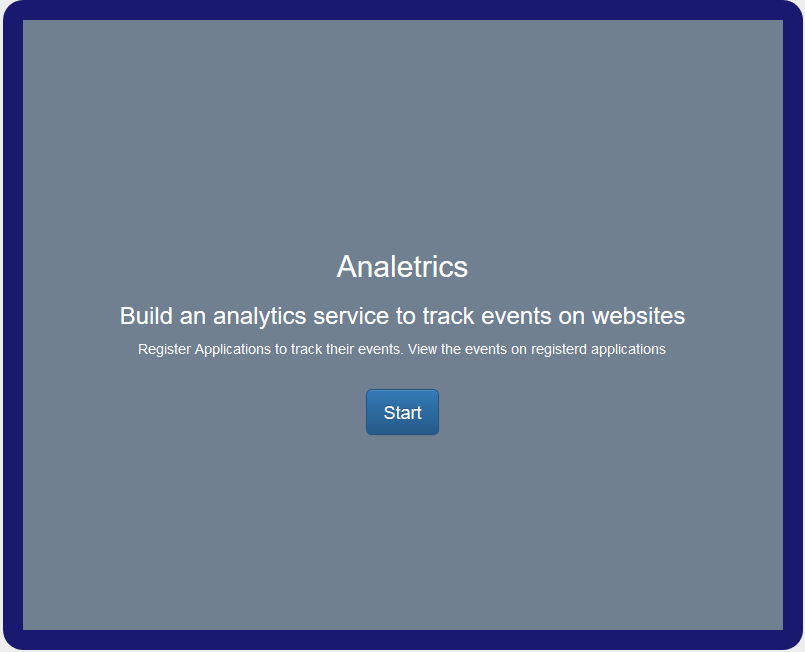 Analetrics
Build an analytics service to track events on websites
Register Applications to track their events. View the events on registerd applications
Start